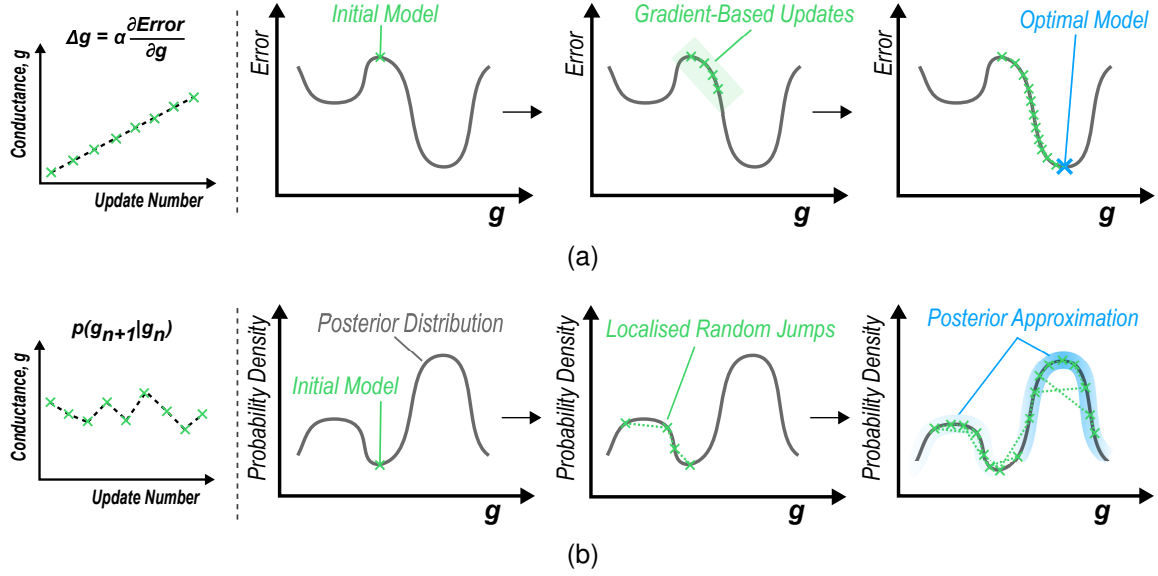 Δg = α ∂Error/∂g
Conductance, g
Update Number
Error
Initial Model
g
Error
Gradient-Based Updates
g
Error
Optimal Model
g
(a)
p(gn+1|gn)
Conductance, g
Update Number
Probability Density
Posterior Distribution
Initial Model
g
Probability Density
Localised Random Jumps
g
Probability Density
Posterior Approximation
g
(b)